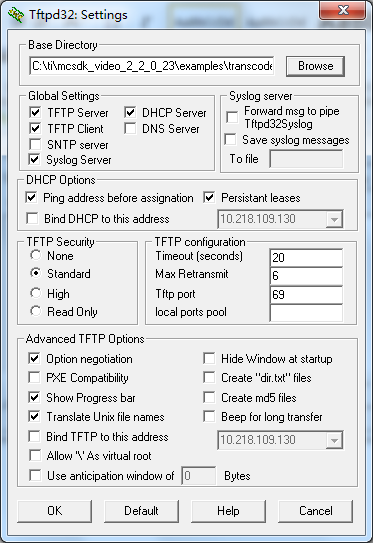 Tftpd32: Settings
Base Directory
C:\ti\mcsdk_video_2_2_0_23\examples\transcode
Browse
Global Settings
TFTP Server
DHCP Server
TFTP Client
DNS Server
SNTP server
Syslog Server
Syslog server
Forward msg to pipe
Tftpd32Syslog
Save syslog messages
To file
DHCP Options
Ping address before assignation
Persistant leases
Bind DHCP to this address
10.218.109.130
TFTP Security
None
Standard
High
Read Only
TFTP configuration
Timeout (seconds)
20
Max Retransmit
6
Tftp port
69
local ports pool
Advanced TFTP Options
Option negotiation
Hide Window at startup
PXE Compatibility
Create "dir.txt" files
Show Progress bar
Create md5 files
Translate Unix file names
Beep for long transfer
Bind TFTP to this address
10.218.109.130
Allow '\' As virtual root
Use anticipation window of
0
Bytes
OK
Default
Help
Cancel